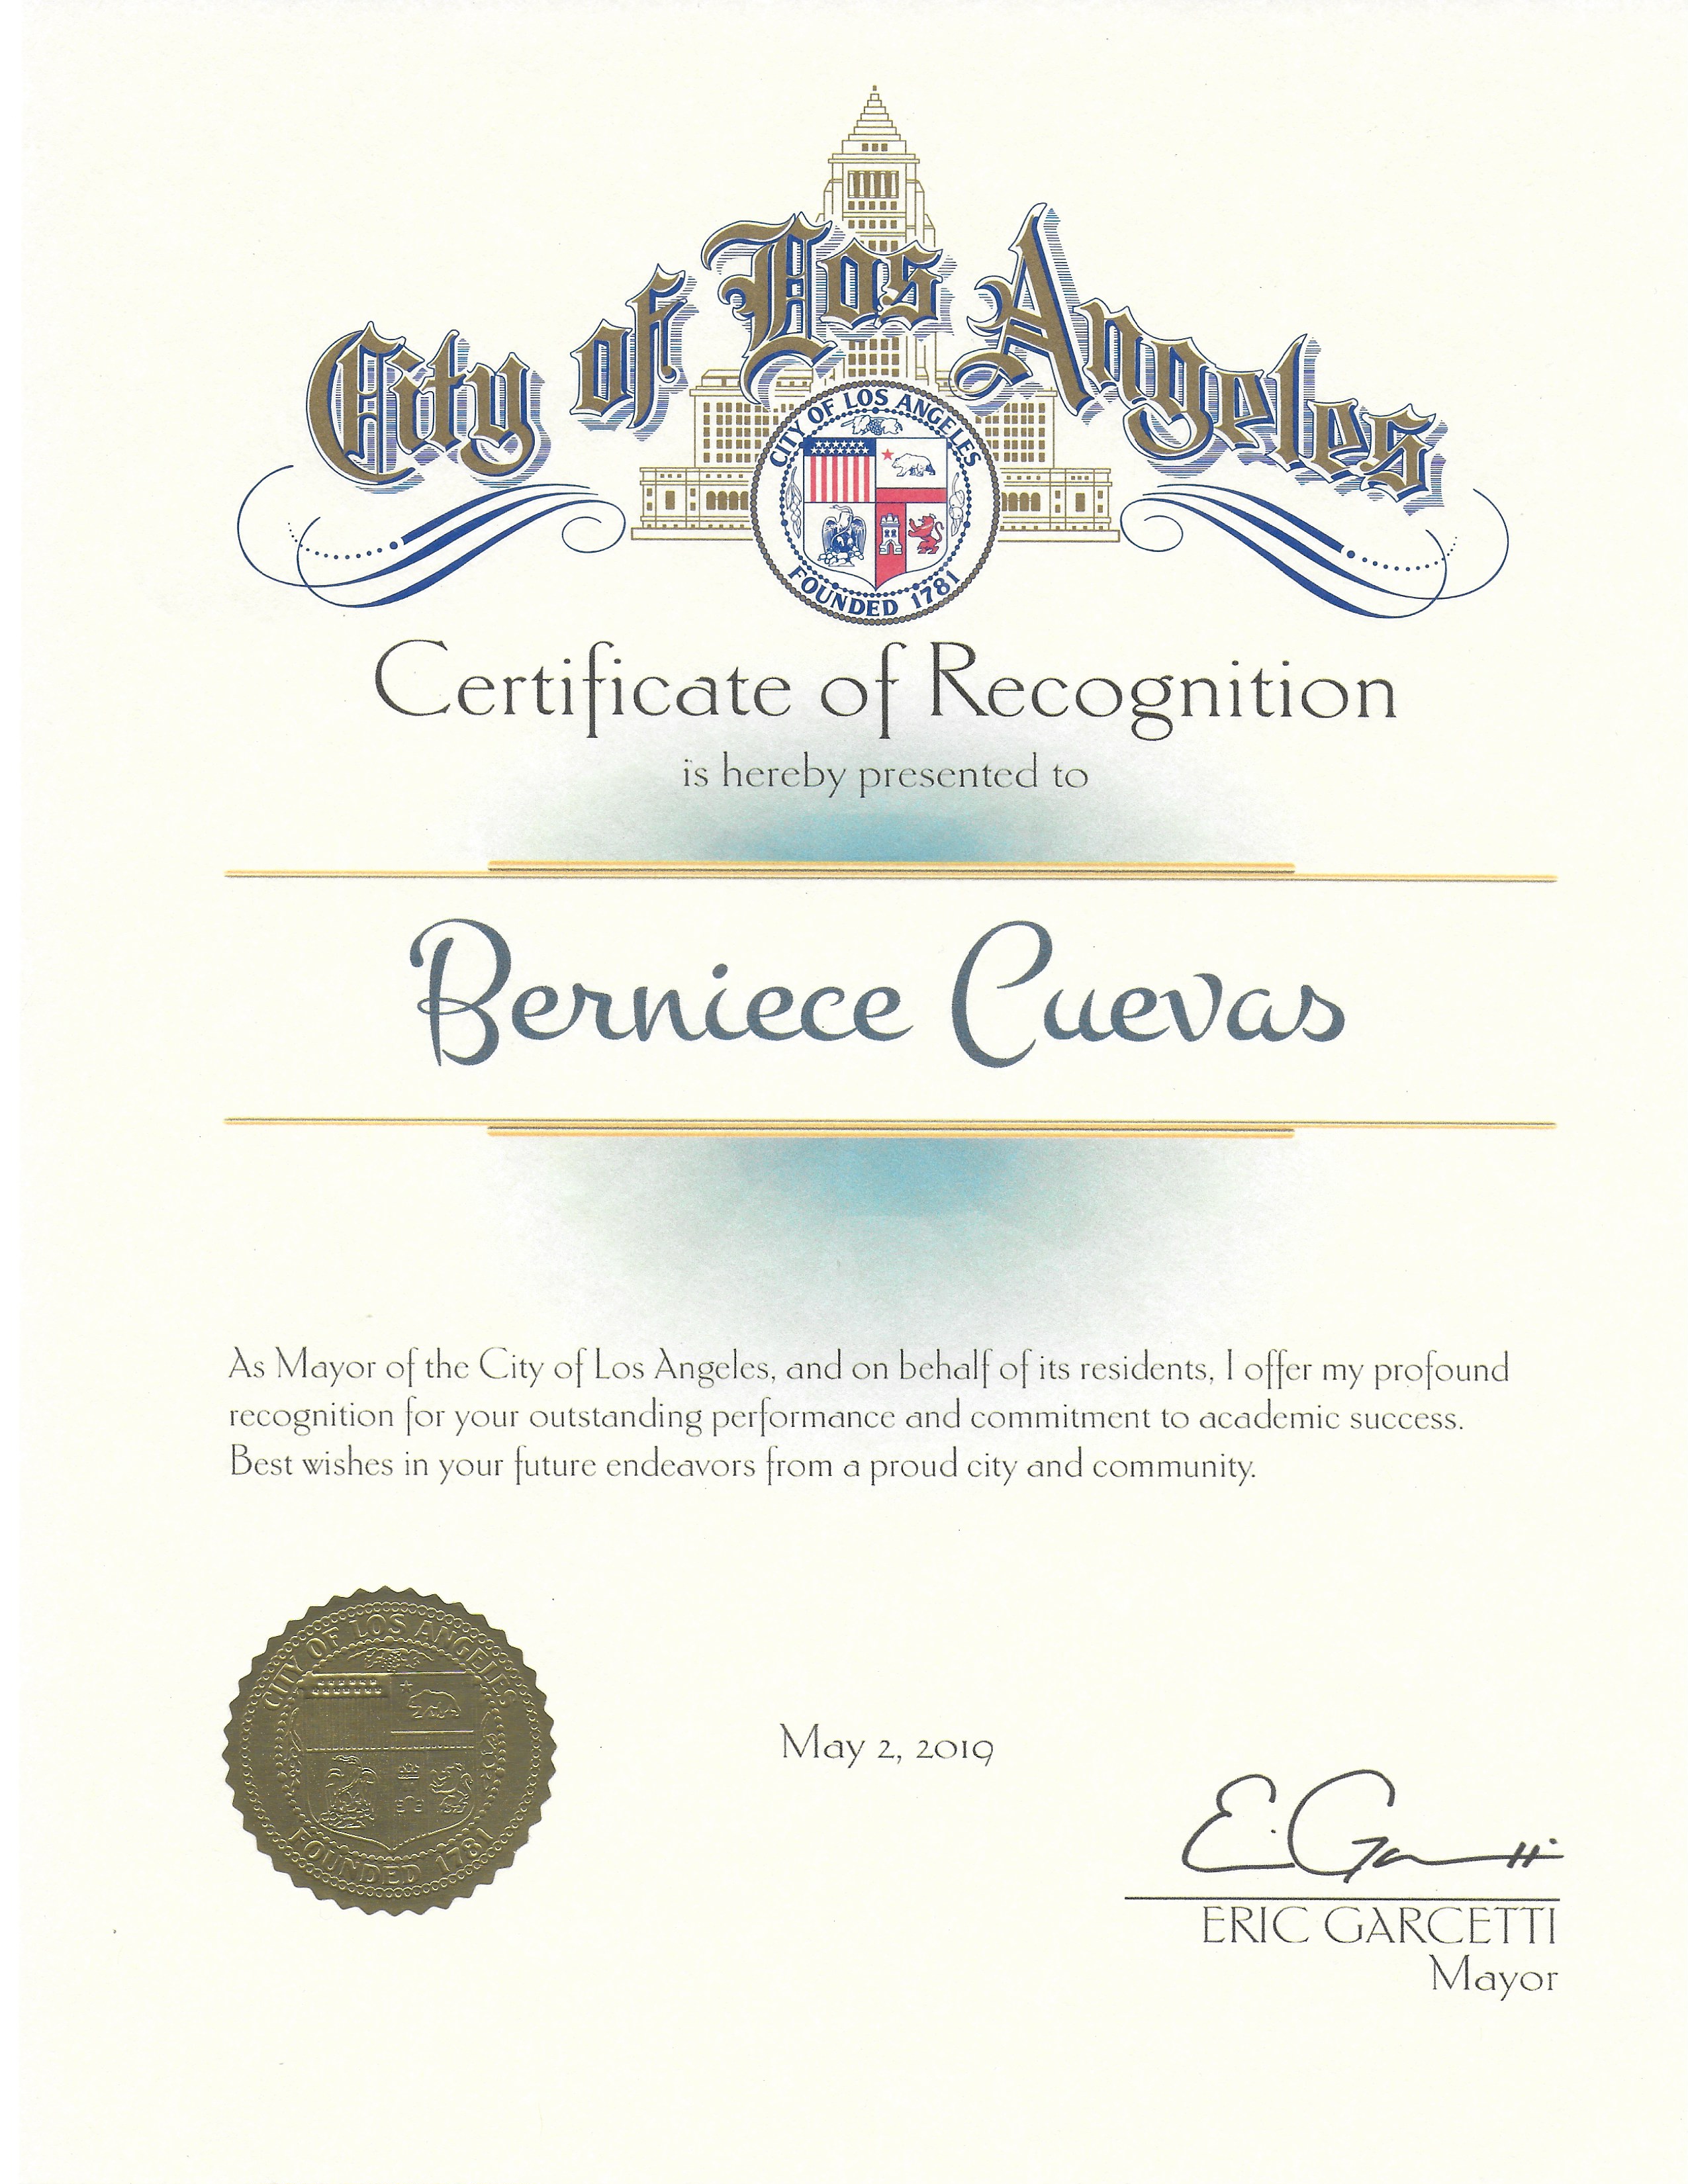 City of Los Angeles
CITY OF LOS ANGELES
FOUNDED 1781
Certificate of Recognition
is hereby presented to
Berniece Cuevas
As Mayor of the City of Los Angeles, and on behalf of its residents, I offer my profound
recognition for your outstanding performance and commitment to academic success.
Best wishes in your future endeavors from a proud city and community.
CITY OF LOS ANGELES
FOUNDED 1781
May 2, 2019
E. Garcetti
ERIC GARCETTI
Mayor